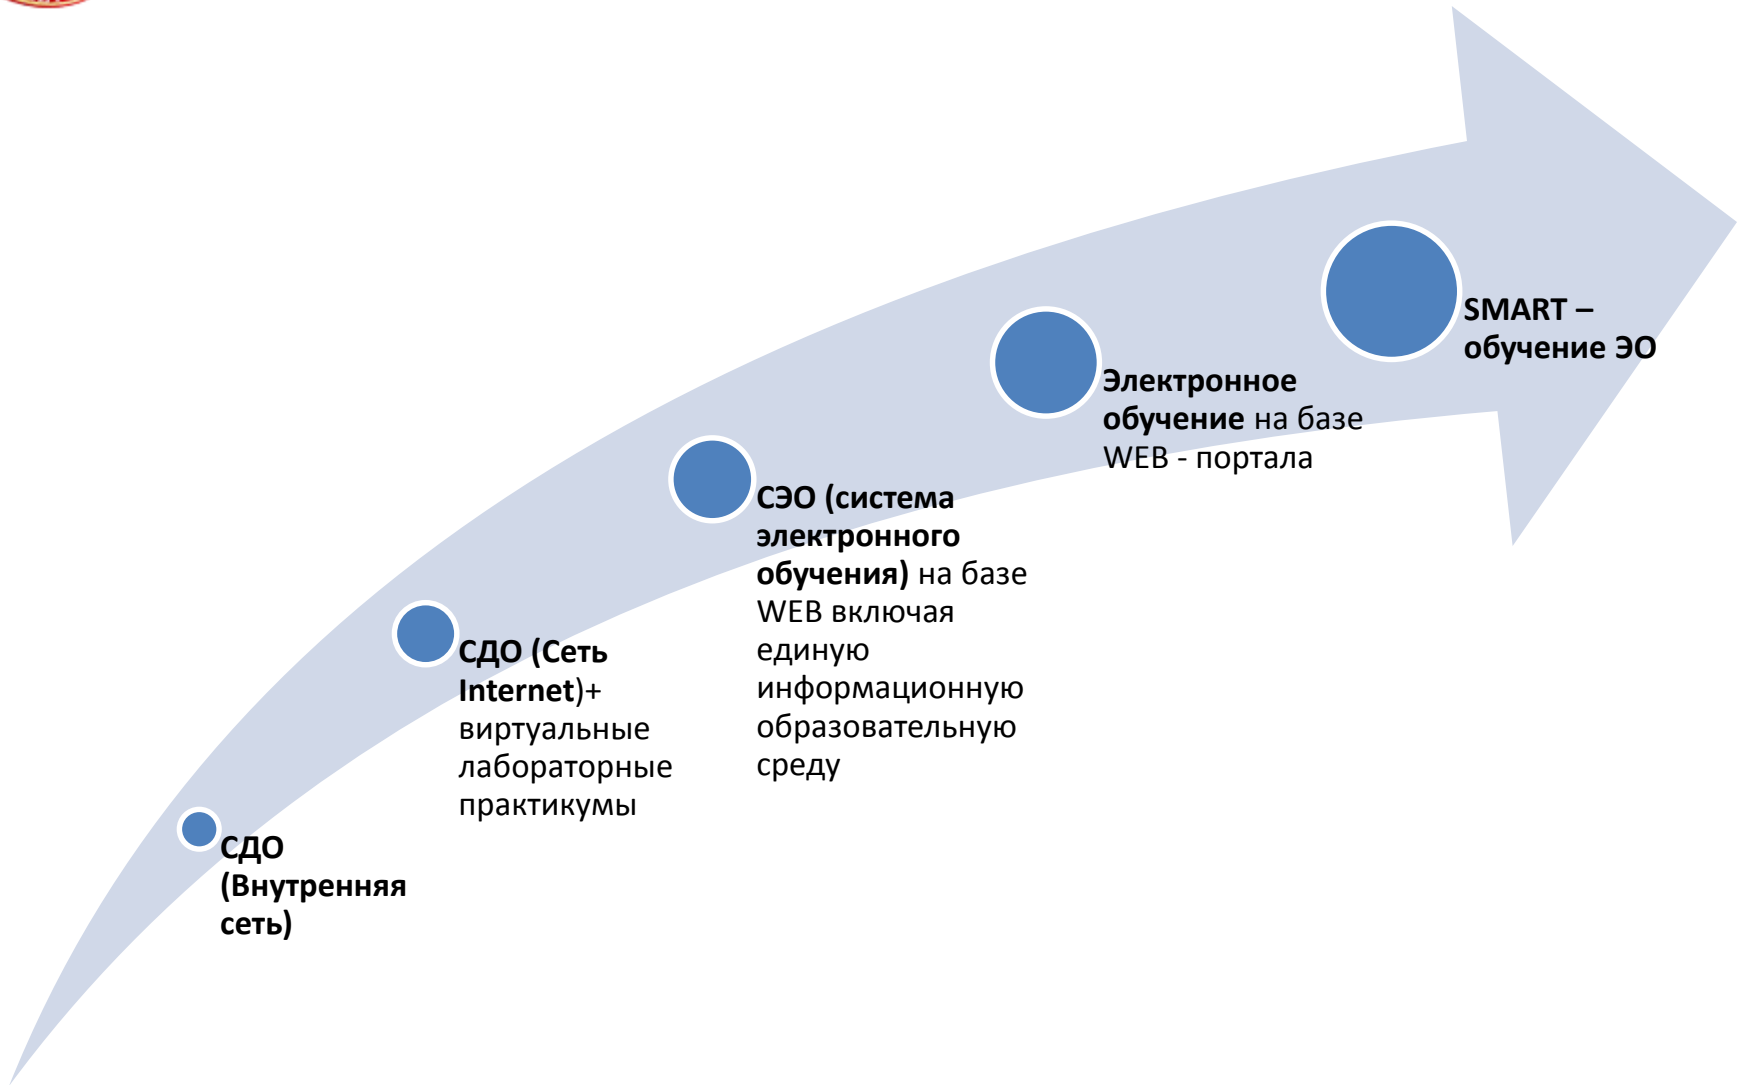 SMART –
обучение ЭО
Электронное
обучение на базе
WEB - портала
СЭО (система
электронного
обучения) на базе
WEB включая
единую
информационную
образовательную
среду
СДО (Сеть
Internet)+
виртуальные
лабораторные
практикумы
СДО
(Внутренняя
сеть)